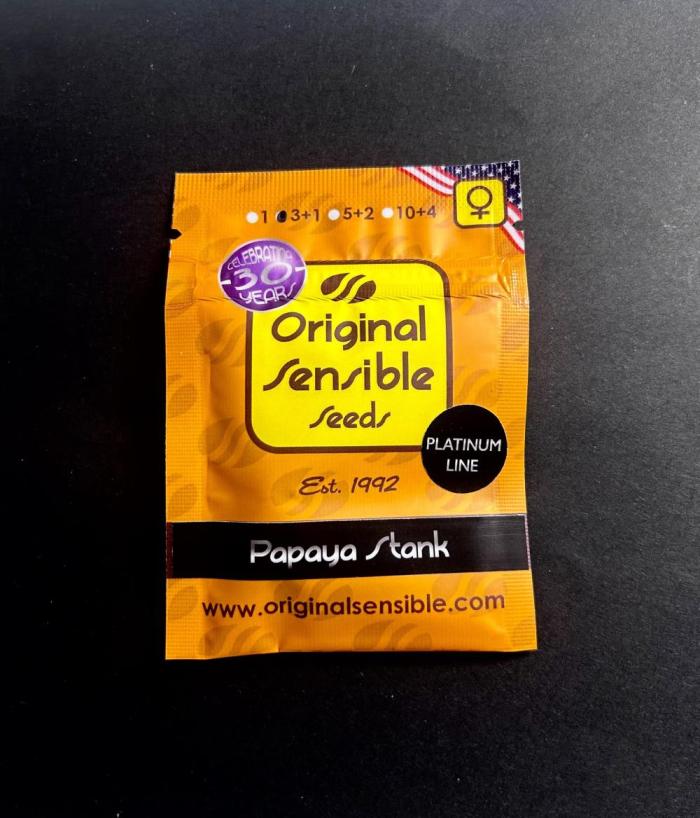 1 3+1 5+2 10+4
CELEBRATING
30
YEARS
Original
Sensible
Seeds
PLATINUM
LINE
Est. 1992
Papaya Stank
www.originalsensible.com